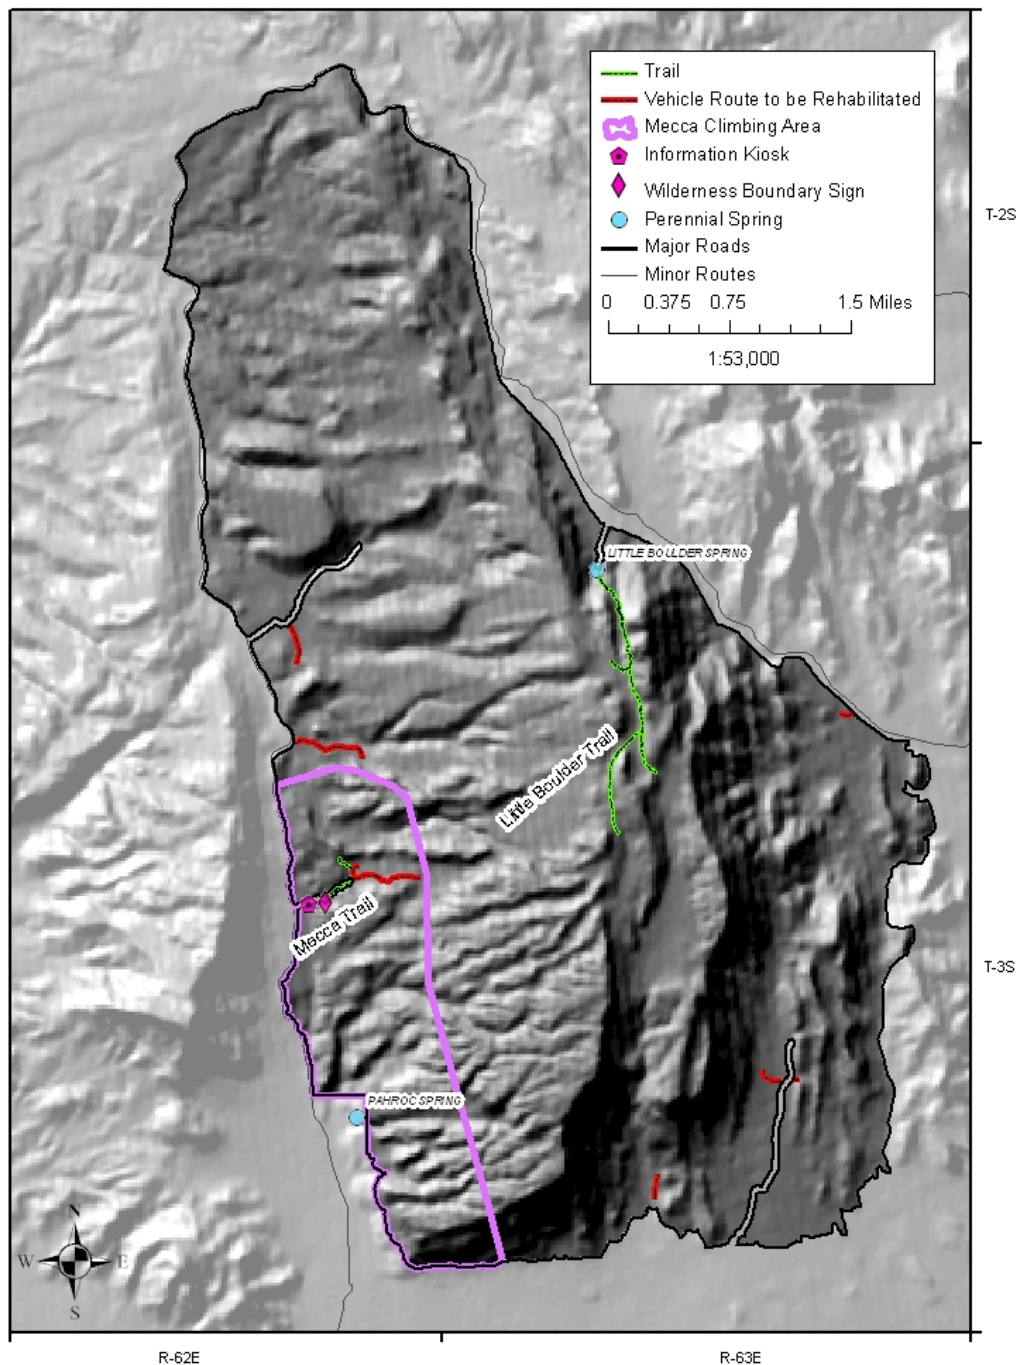 Trail
Vehicle Route to be Rehabilitated
Mecca Climbing Area
Information Kiosk
Wilderness Boundary Sign
Perennial Spring
Major Roads
Minor Routes
0 0.375 0.75 1.5 Miles
1:53,000
T-2S
LITTLE BOULDER SPRING
Little Boulder Trail
Mecca Trail
T-3S
PAHROC SPRING
N
W E
S
R-62E R-63E